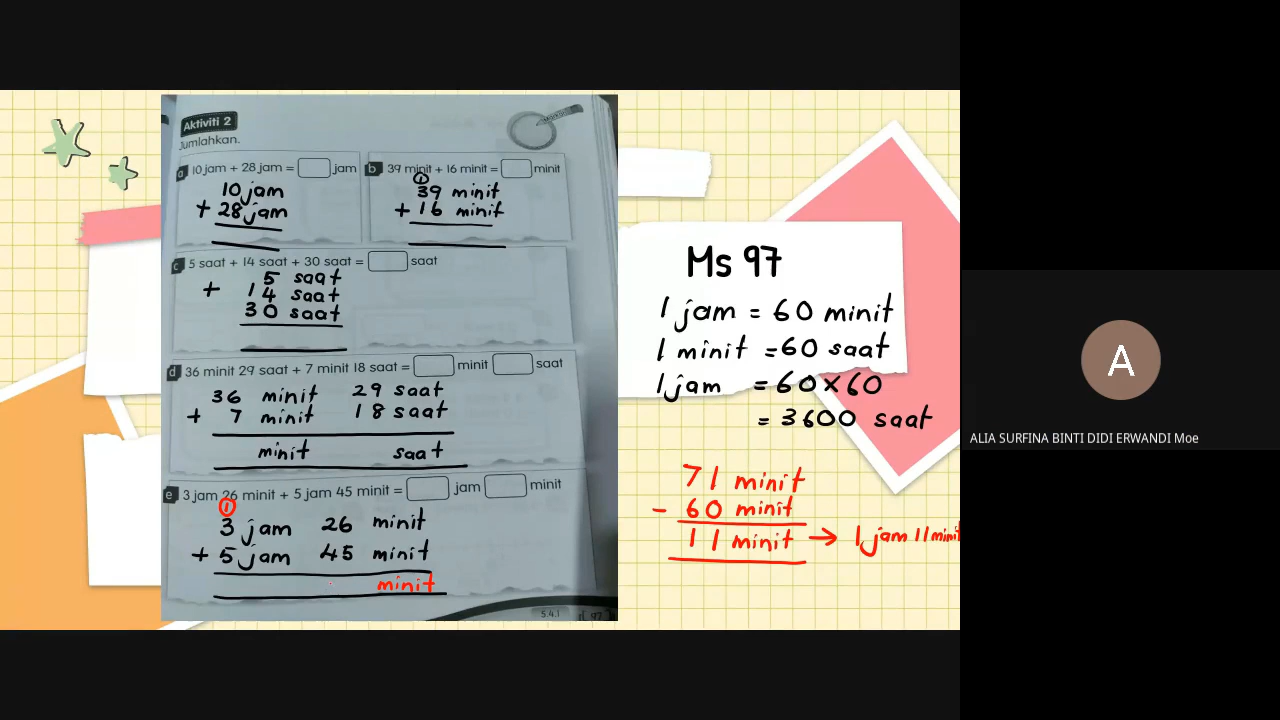 Aktiviti 2
Jumlahkan.
a 10 jam + 28 jam = jam
10 jam
+ 28 jam
b 39 minit + 16 minit = minit
1
39 minit
+ 16 minit
c 5 saat + 14 saat + 30 saat = saat
5 saat
+ 14 saat
30 saat
d 36 minit 29 saat + 7 minit 18 saat = minit saat
36 minit 29 saat
+ 7 minit 18 saat
minit saat
e 3 jam 26 minit + 5 jam 45 minit = jam minit
1
3 jam 26 minit
+ 5 jam 45 minit
minit
5.4.1
Ms 97
1 jam = 60 minit
1 minit = 60 saat
1 jam = 60 x 60
= 3600 saat
71 minit
- 60 minit
11 minit → 1 jam 11 minit
A
ALIA SURFINA BINTI DIDI ERWANDI Moe